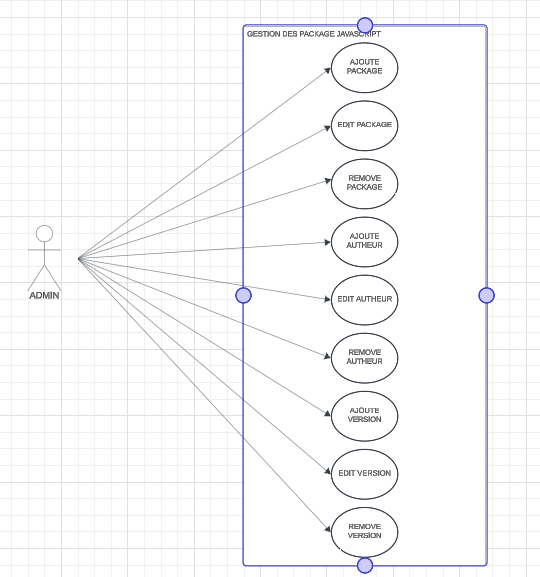 GESTION DES PACKAGE JAVASCRIPT
AJOUTE
PACKAGE
EDIT PACKAGE
REMOVE
PACKAGE
AJOUTE
AUTHEUR
EDIT AUTHEUR
REMOVE
AUTHEUR
AJOUTE
VERSION
EDIT VERSION
REMOVE
VERSION
ADMIN